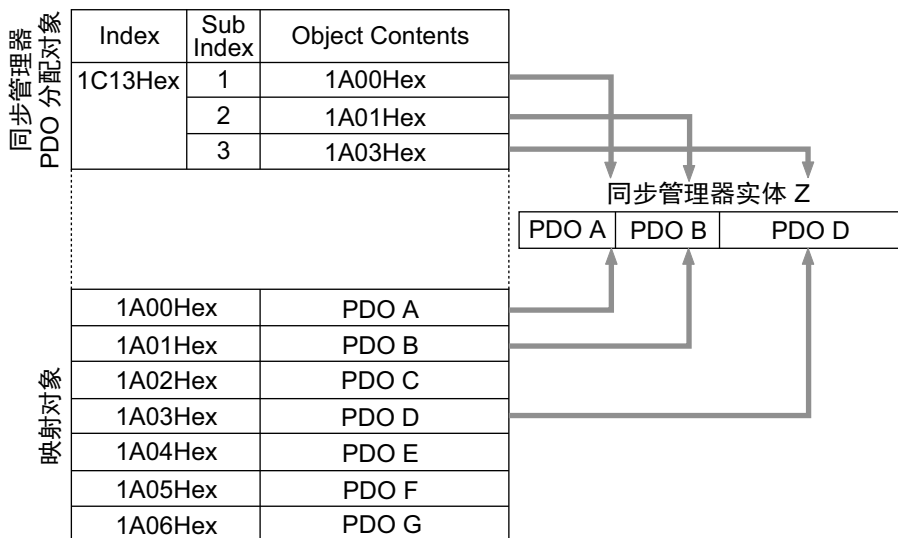 同步管理器
PDO 分配对象
Index Sub Index Object Contents
1C13Hex 1 1A00Hex
2 1A01Hex
3 1A03Hex
同步管理器实体 Z
PDO A PDO B PDO D
映射对象
1A00Hex PDO A
1A01Hex PDO B
1A02Hex PDO C
1A03Hex PDO D
1A04Hex PDO E
1A05Hex PDO F
1A06Hex PDO G